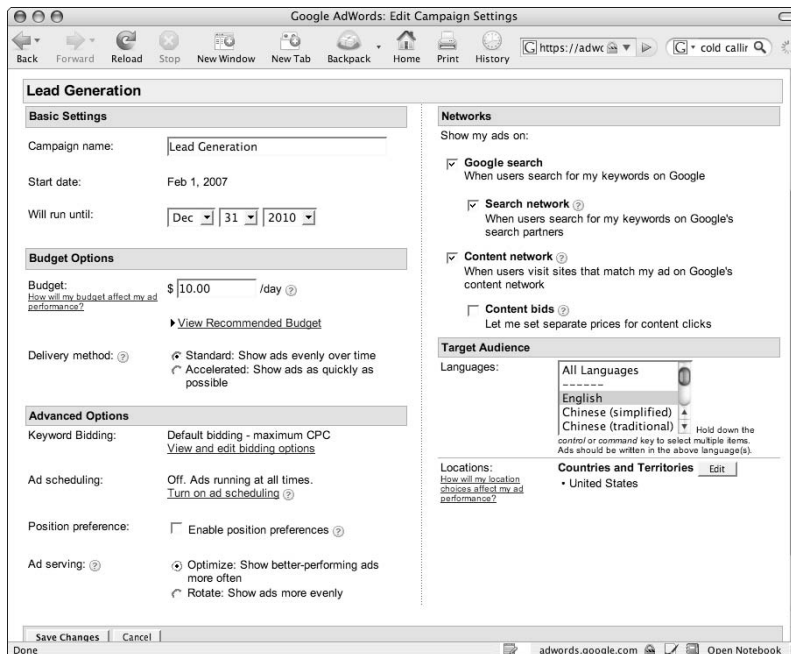 Google AdWords: Edit Campaign Settings
Back Forward Reload Stop New Window New Tab Backpack Home Print History
https://adwc
cold callir
Lead Generation
Basic Settings
Campaign name: Lead Generation
Start date: Feb 1, 2007
Will run until: Dec 31 2010
Budget Options
Budget: $ 10.00 /day ?
How will my budget affect my ad
performance?
View Recommended Budget
Delivery method: ? Standard: Show ads evenly over time
Accelerated: Show ads as quickly as
possible
Advanced Options
Keyword Bidding: Default bidding - maximum CPC
View and edit bidding options
Ad scheduling: Off. Ads running at all times.
Turn on ad scheduling ?
Position preference: Enable position preferences ?
Ad serving: ? Optimize: Show better-performing ads
more often
Rotate: Show ads more evenly
Networks
Show my ads on:
Google search
When users search for my keywords on Google
Search network ?
When users search for my keywords on Google's
search partners
Content network ?
When users visit sites that match my ad on Google's
content network
Content bids ?
Let me set separate prices for content clicks
Target Audience
Languages: All Languages
------
English
Chinese (simplified)
Chinese (traditional) Hold down the
control or command key to select multiple items.
Ads should be written in the above language(s).
Locations: Countries and Territories Edit
How will my location
choices affect my ad
performance?
• United States
Save Changes Cancel
Done adwords.google.com Open Notebook